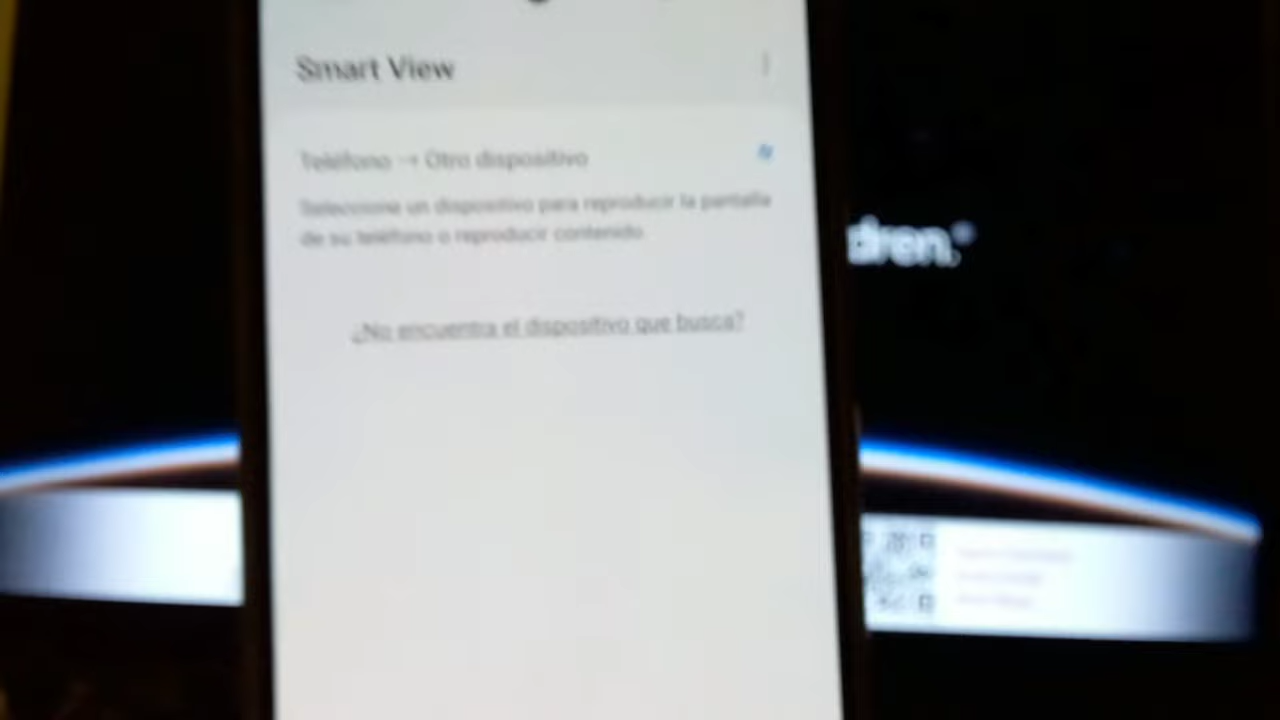 Smart View
Teléfono → Otro dispositivo
Seleccione un dispositivo para reproducir la pantalla
de su teléfono o reproducir contenido.
¿No encuentra el dispositivo que busca?
dren."